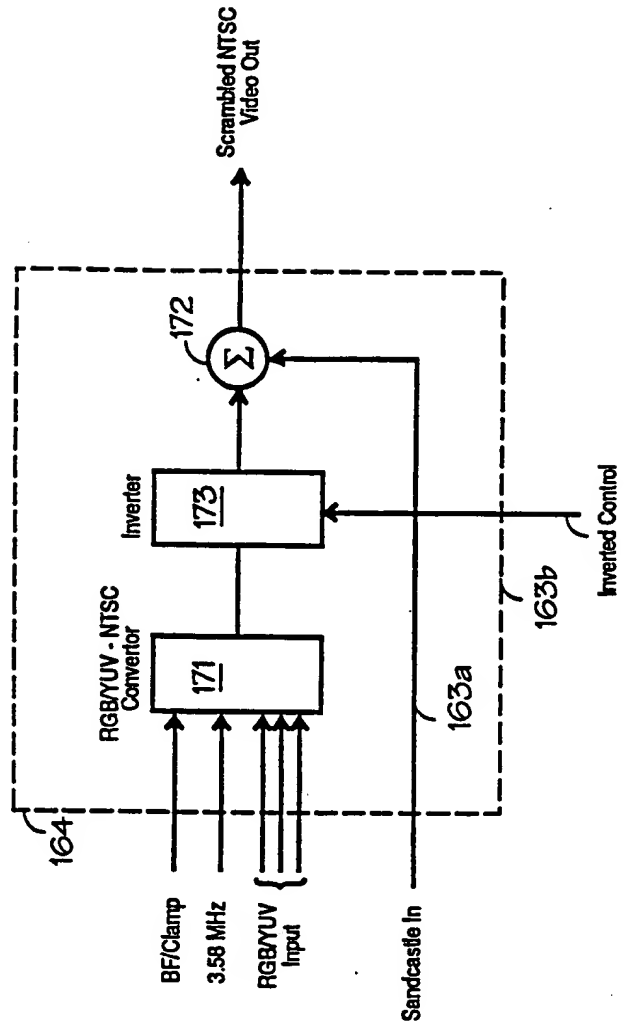 164
BF/Clamp
3.58 MHz
RGB/YUV
Input
Sandcastle In
RGB/YUV - NTSC
Convertor
171
Inverter
173
172
Σ
Scrambled NTSC
Video Out
163a
163b
Inverted Control